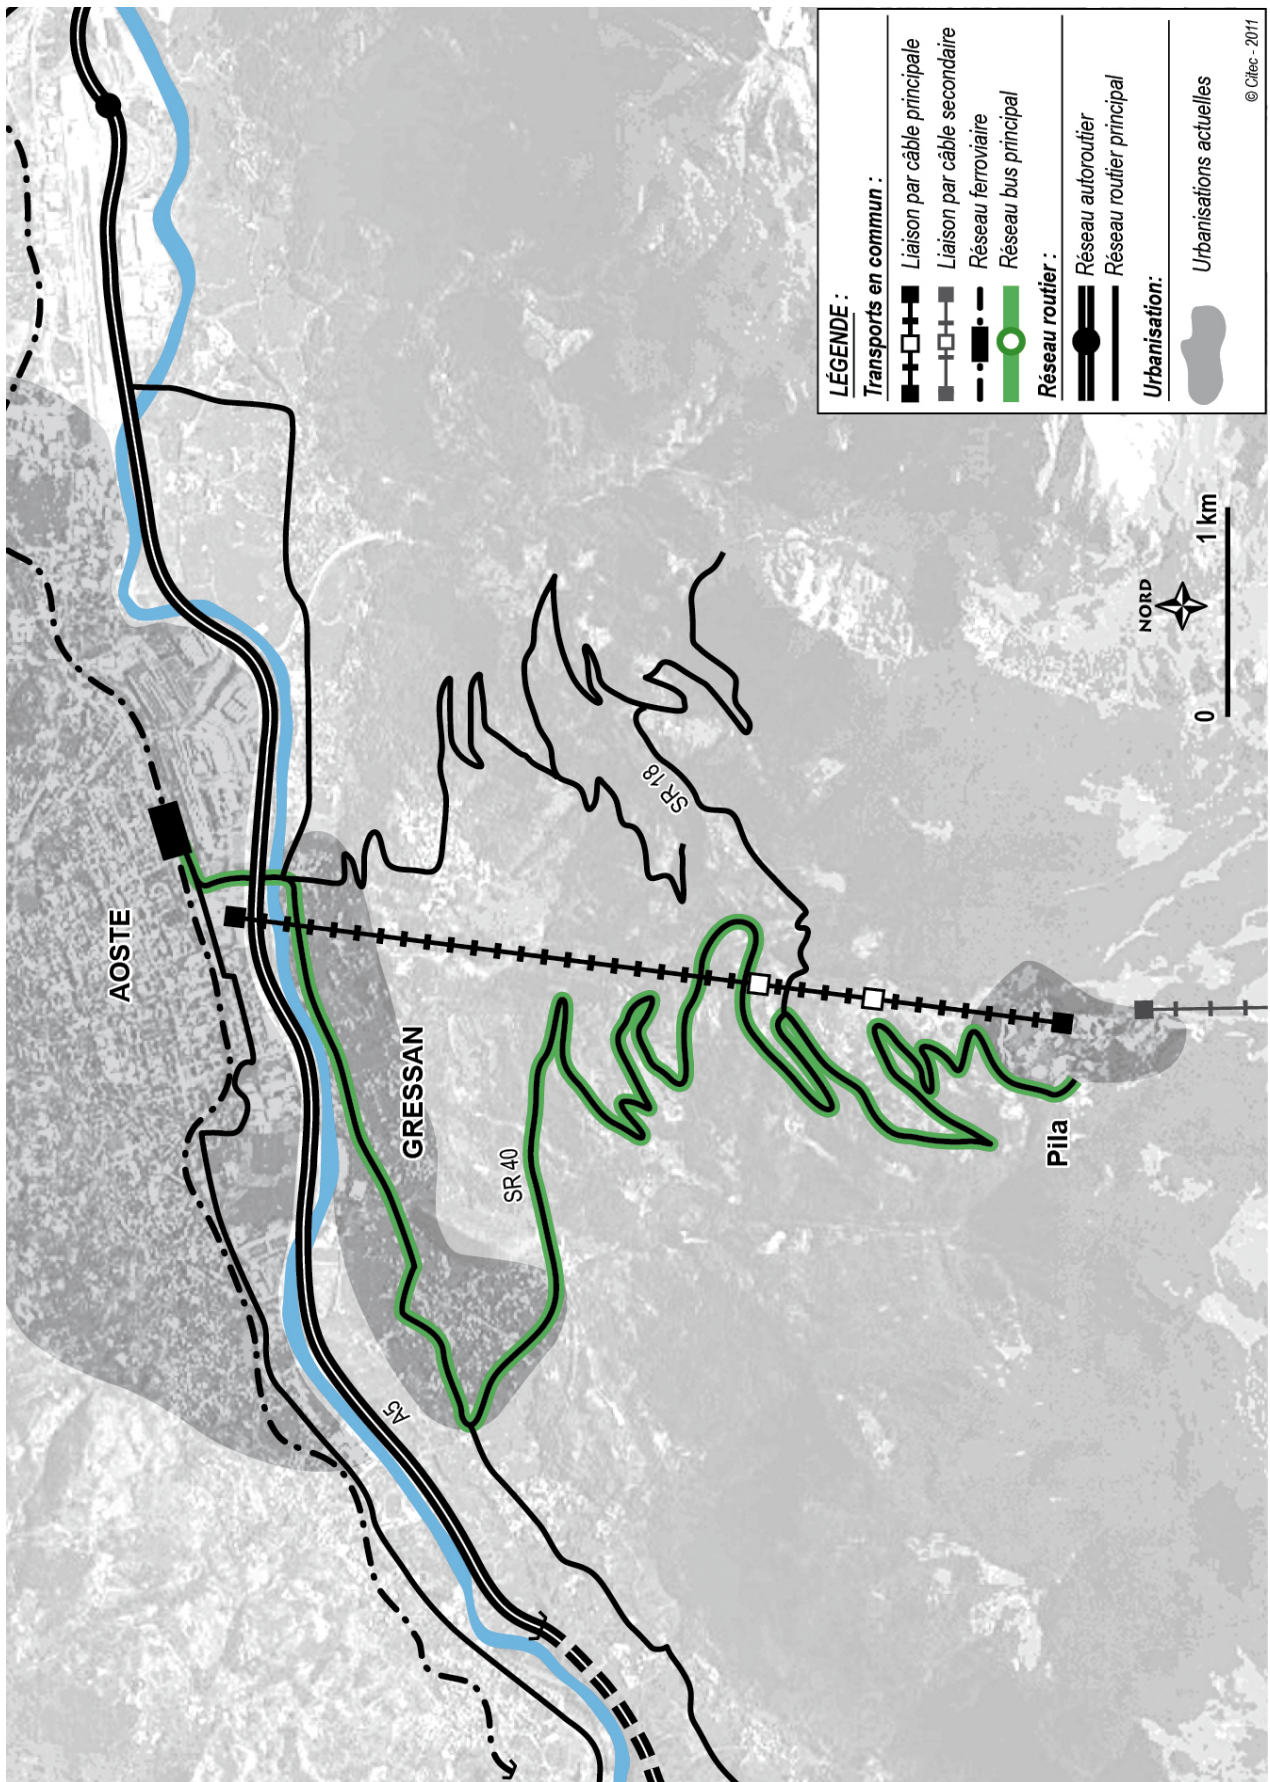 AOSTE
GRESSAN
SR 40
SR 18
A5
Pila
NORD
0
1 km
LÉGENDE :
Transports en commun :
Liaison par câble principale
Liaison par câble secondaire
Réseau ferroviaire
Réseau bus principal
Réseau routier :
Réseau autoroutier
Réseau routier principal
Urbanisation:
Urbanisations actuelles
© Citec - 2011